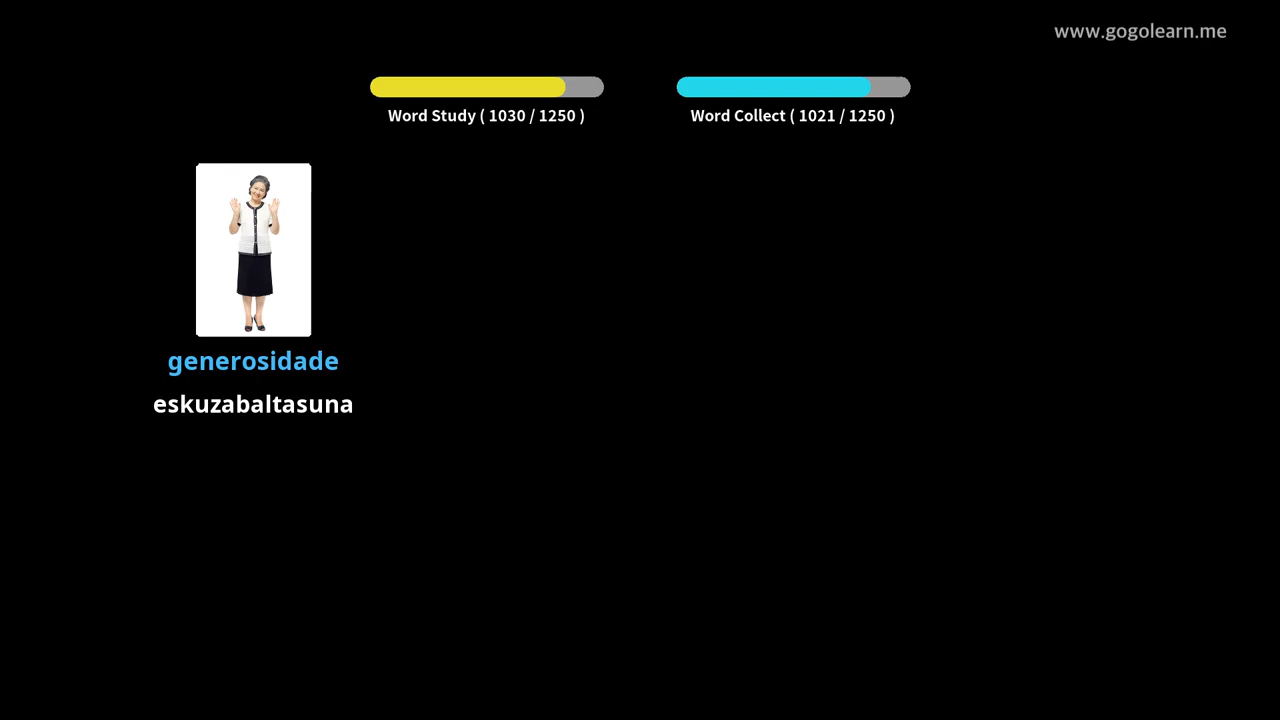 www.gogolearn.me
Word Study ( 1030 / 1250 )
Word Collect ( 1021 / 1250 )
generosidade
eskuzabaltasuna